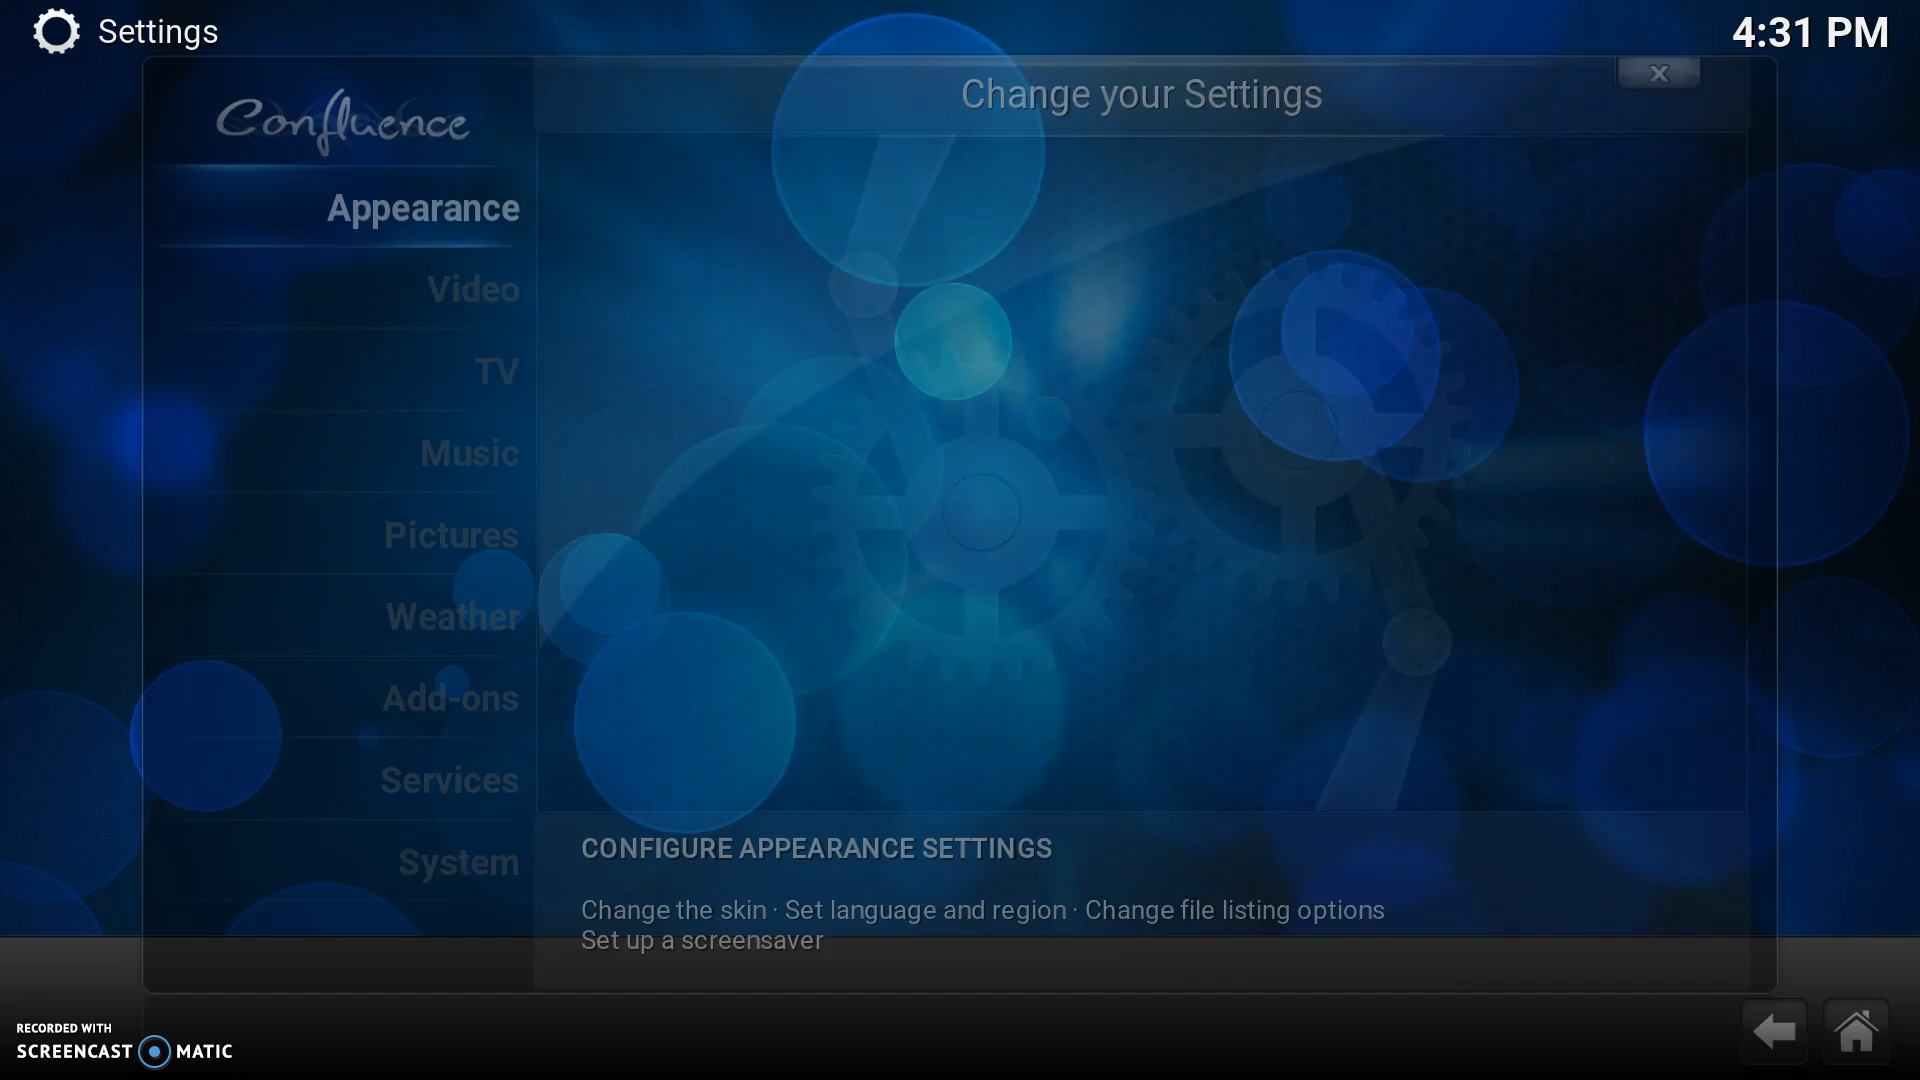 Settings
4:31 PM
Confluence
Change your Settings
x
Appearance
Video
TV
Music
Pictures
Weather
Add-ons
Services
System
CONFIGURE APPEARANCE SETTINGS
Change the skin · Set language and region · Change file listing options
Set up a screensaver
RECORDED WITH
SCREENCAST MATIC